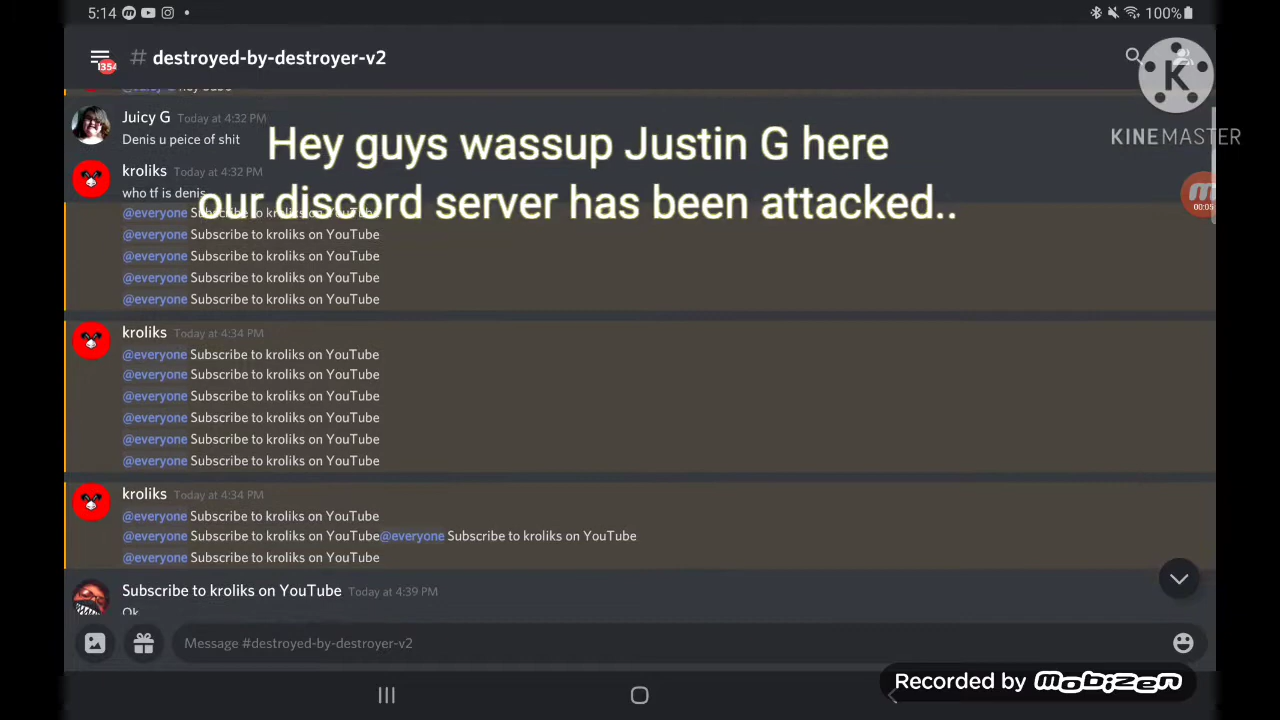 5:14
100%
# destroyed-by-destroyer-v2
1354
KINEMASTER
Juicy G Today at 4:32 PM
Denis u peice of shit
Hey guys wassup Justin G here
our discord server has been attacked..
kroliks Today at 4:32 PM
who tf is denis
00:05
@everyone Subscribe to kroliks on YouTube
@everyone Subscribe to kroliks on YouTube
@everyone Subscribe to kroliks on YouTube
@everyone Subscribe to kroliks on YouTube
@everyone Subscribe to kroliks on YouTube
kroliks Today at 4:34 PM
@everyone Subscribe to kroliks on YouTube
@everyone Subscribe to kroliks on YouTube
@everyone Subscribe to kroliks on YouTube
@everyone Subscribe to kroliks on YouTube
@everyone Subscribe to kroliks on YouTube
@everyone Subscribe to kroliks on YouTube
kroliks Today at 4:34 PM
@everyone Subscribe to kroliks on YouTube
@everyone Subscribe to kroliks on YouTube@everyone Subscribe to kroliks on YouTube
@everyone Subscribe to kroliks on YouTube
Subscribe to kroliks on YouTube Today at 4:39 PM
Ok
Message #destroyed-by-destroyer-v2
Recorded by mobizen